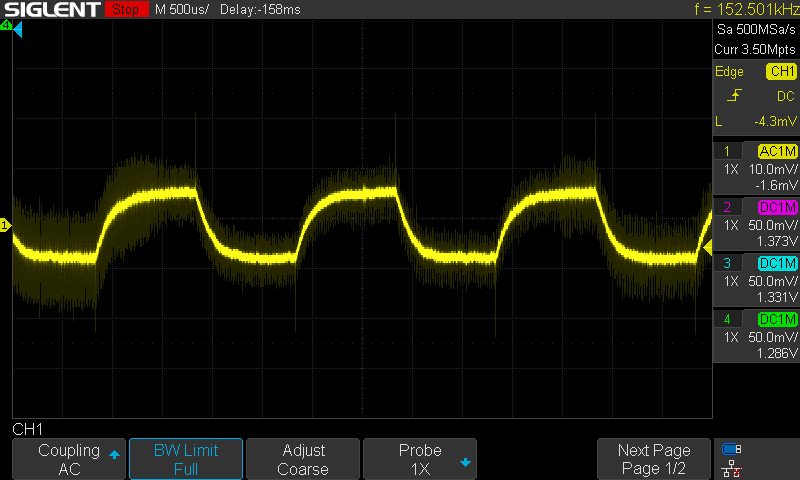 SIGLENT Stop M 500us/ Delay:-158ms f = 152.501kHz
Sa 500MSa/s
Curr 3.50Mpts
Edge CH1
DC
L -4.3mV
1 AC1M
1X 10.0mV/
-1.6mV
2 DC1M
1X 50.0mV/
1.373V
3 DC1M
1X 50.0mV/
1.331V
4 DC1M
1X 50.0mV/
1.286V
4
1
CH1
Coupling
AC
BW Limit
Full
Adjust
Coarse
Probe
1X
Next Page
Page 1/2